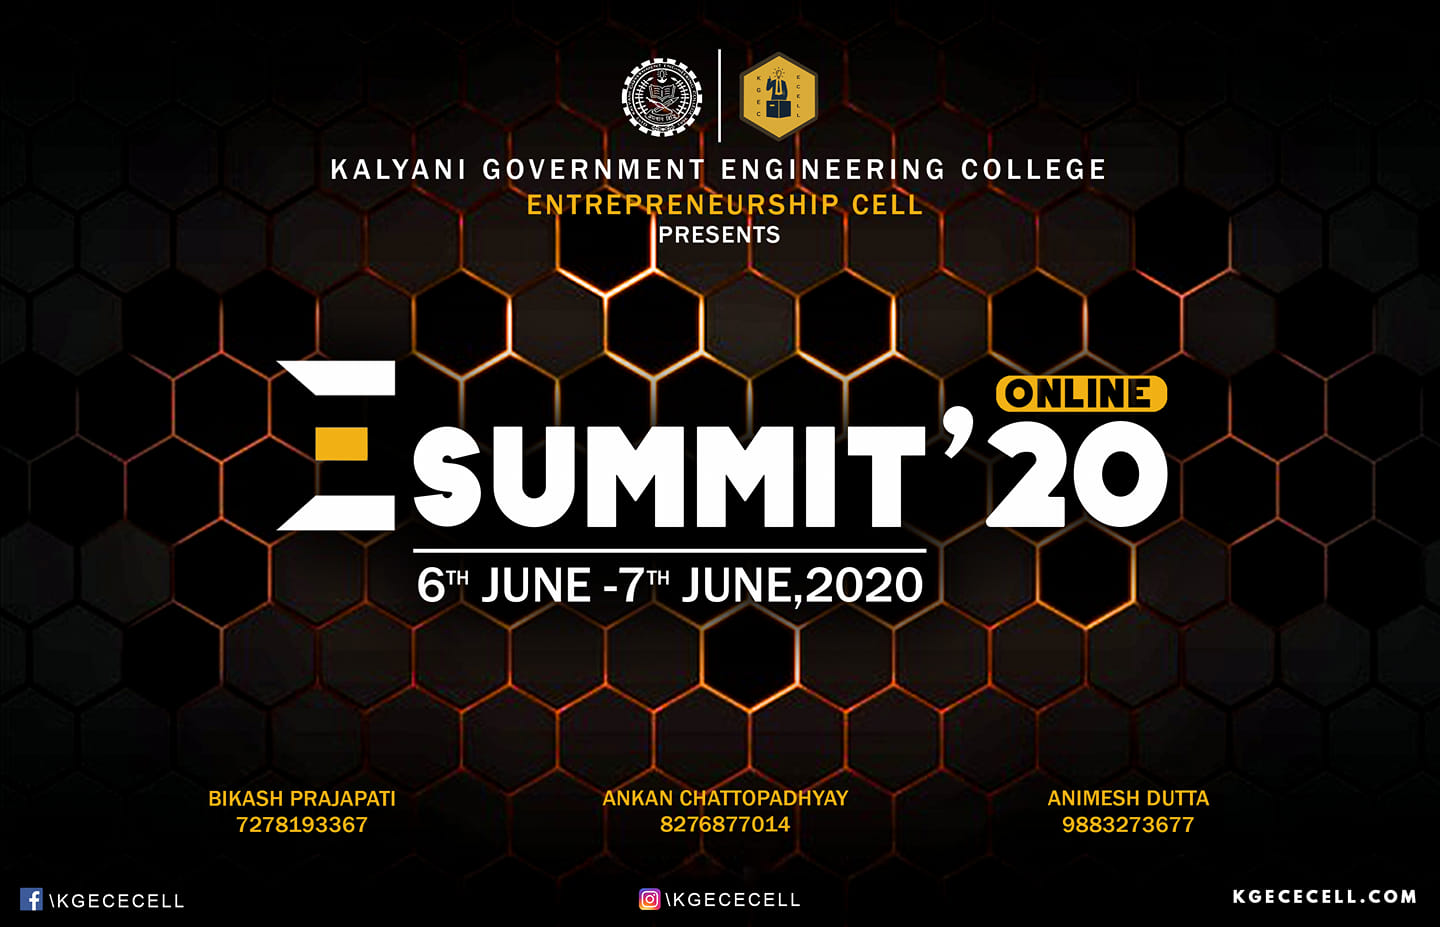 KALYANI GOVERNMENT ENGINEERING COLLEGE
ENTREPRENEURSHIP CELL
PRESENTS
ONLINE
ESUMMIT'20
6TH JUNE -7TH JUNE,2020
BIKASH PRAJAPATI
7278193367
ANKAN CHATTOPADHYAY
8276877014
ANIMESH DUTTA
9883273677
\KGECECELL
\KGECECELL
KGECECELL.COM